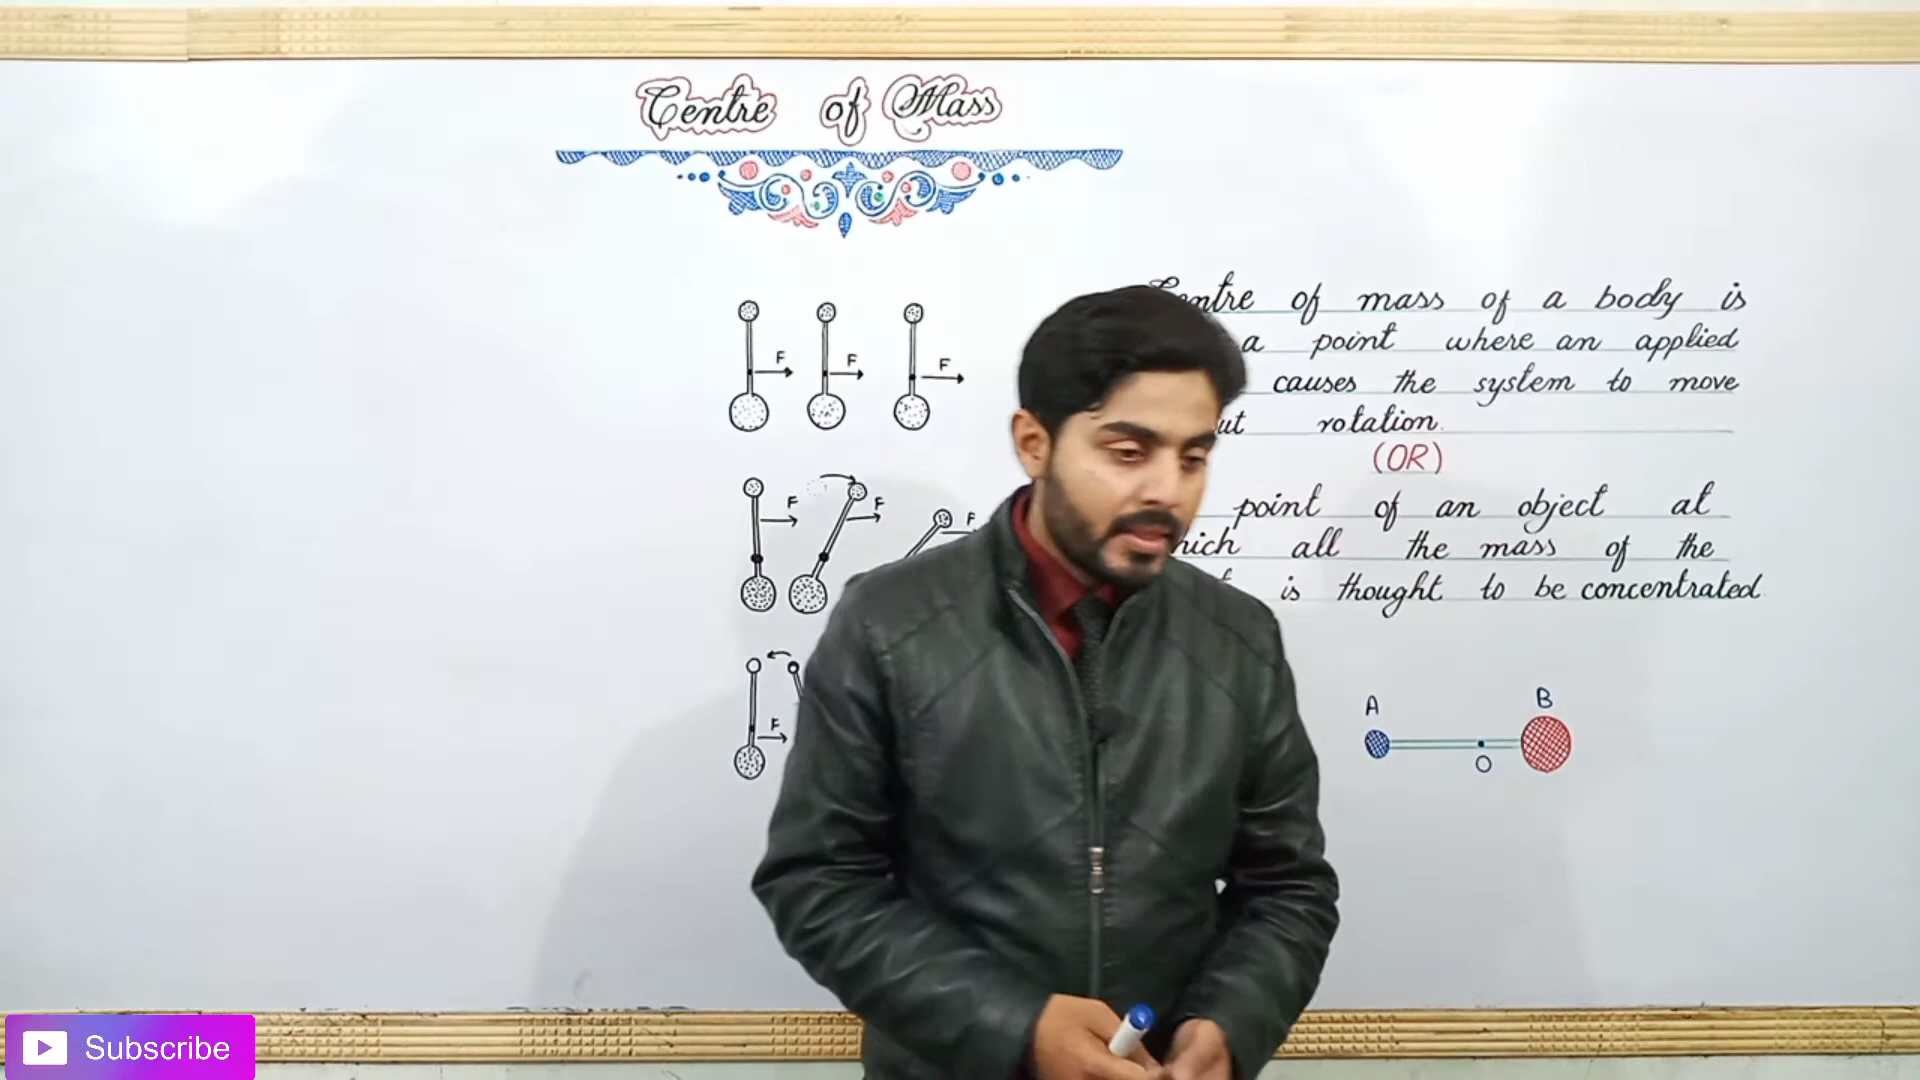 Centre of Mass
Centre of mass of a body is
a point where an applied
causes the system to move
rotation.
(OR)
point of an object at
all the mass of the
is thought to be concentrated
F F F
F F F
F
A B
O
Subscribe